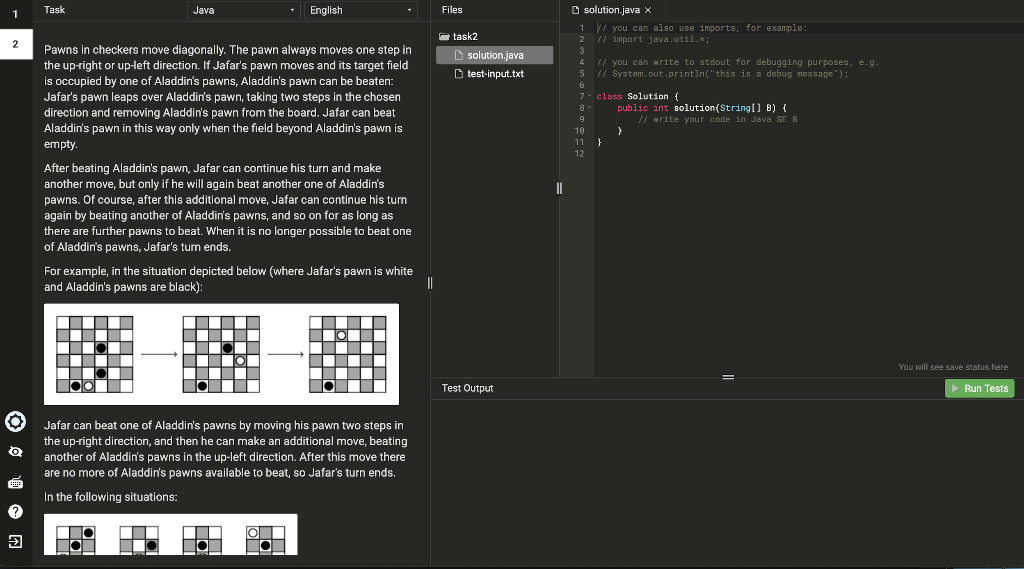 1
2
Task
Java
English
Pawns in checkers move diagonally. The pawn always moves one step in
the up-right or up-left direction. If Jafar's pawn moves and its target field
is occupied by one of Aladdin's pawns, Aladdin's pawn can be beaten:
Jafar's pawn leaps over Aladdin's pawn, taking two steps in the chosen
direction and removing Aladdin's pawn from the board. Jafar can beat
Aladdin's pawn in this way only when the field beyond Aladdin's pawn is
empty.
After beating Aladdin's pawn, Jafar can continue his turn and make
another move, but only if he will again beat another one of Aladdin's
pawns. Of course, after this additional move, Jafar can continue his turn
again by beating another of Aladdin's pawns, and so on for as long as
there are further pawns to beat. When it is no longer possible to beat one
of Aladdin's pawns, Jafar's turn ends.
For example, in the situation depicted below (where Jafar's pawn is white
and Aladdin's pawns are black):
Jafar can beat one of Aladdin's pawns by moving his pawn two steps in
the up-right direction, and then he can make an additional move, beating
another of Aladdin's pawns in the up-left direction. After this move there
are no more of Aladdin's pawns available to beat, so Jafar's turn ends.
In the following situations:
Files
task2
solution.java
test-input.txt
solution.java ×
1 // you can also use imports, for example:
2 // import java.util.*;
3
4 // you can write to stdout for debugging purposes, e.g.
5 // System.out.println("this is a debug message");
6
7 class Solution {
8 public int solution(String[] B) {
9 // write your code in Java SE 8
10 }
11 }
12
You will see save status here
Test Output
Run Tests